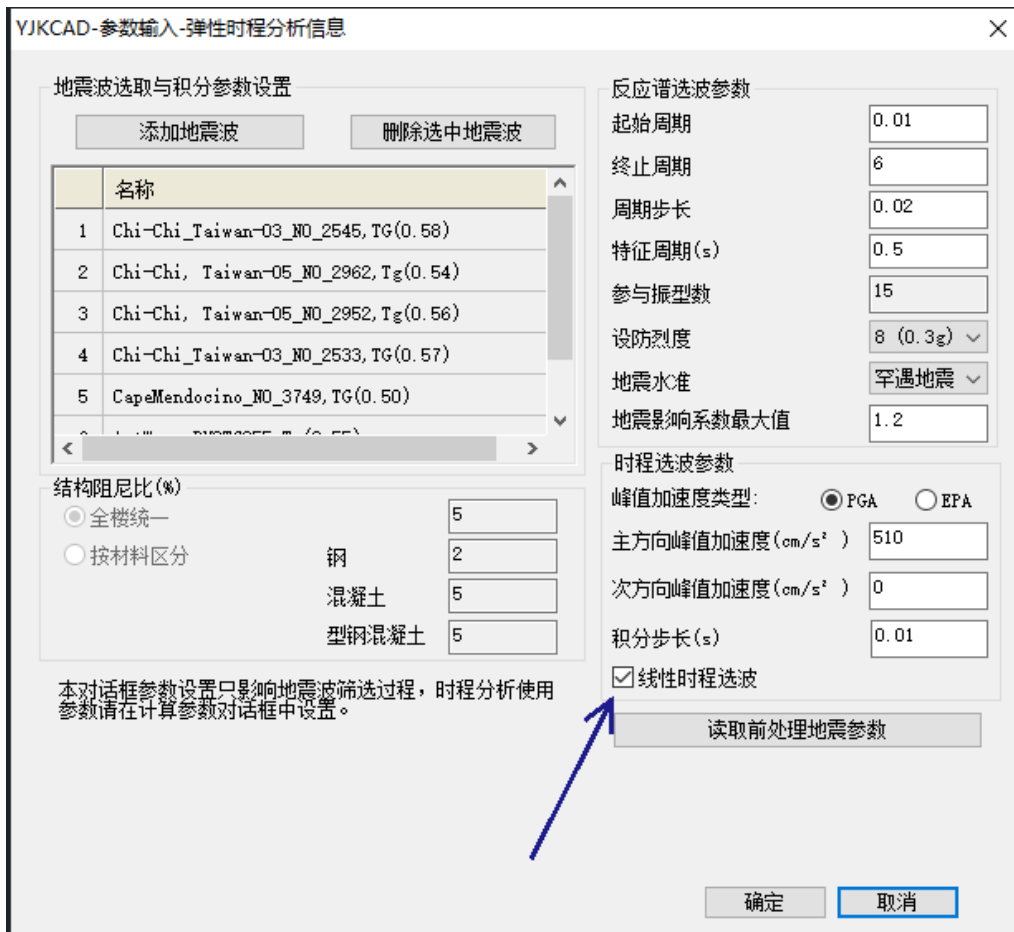 YJKCAD-参数输入-弹性时程分析信息
地震波选取与积分参数设置
添加地震波
删除选中地震波
名称
1 Chi-Chi_Taiwan-03_NO_2545,TG(0.58)
2 Chi-Chi, Taiwan-05_NO_2962,Tg(0.54)
3 Chi-Chi, Taiwan-05_NO_2952,Tg(0.56)
4 Chi-Chi_Taiwan-03_NO_2533,TG(0.57)
5 CapeMendocino_NO_3749,TG(0.50)
结构阻尼比(%)
全楼统一 5
按材料区分 钢 2
混凝土 5
型钢混凝土 5
本对话框参数设置只影响地震波筛选过程，时程分析使用
参数请在计算参数对话框中设置。
反应谱选波参数
起始周期 0.01
终止周期 6
周期步长 0.02
特征周期(s) 0.5
参与振型数 15
设防烈度 8 (0.3g)
地震水准 罕遇地震
地震影响系数最大值 1.2
时程选波参数
峰值加速度类型: PGA EPA
主方向峰值加速度(cm/s² ) 510
次方向峰值加速度(cm/s² ) 0
积分步长(s) 0.01
线性时程选波
读取前处理地震参数
确定
取消